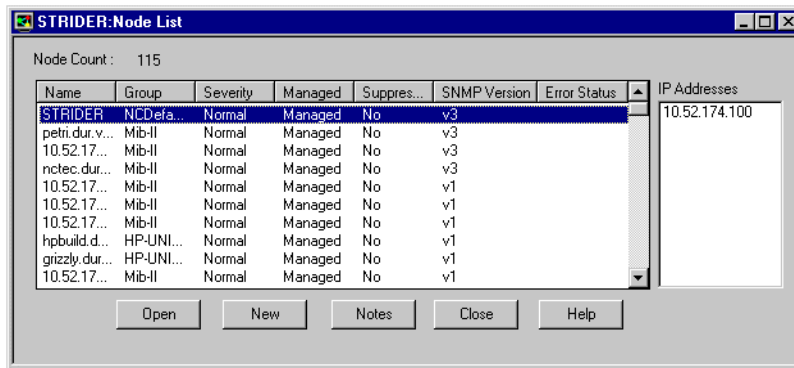 STRIDER:Node List
Node Count : 115
Name Group Severity Managed Suppres... SNMP Version Error Status IP Addresses
STRIDER NCDefa... Normal Managed No v3 10.52.174.100
petri.dur.v... Mib-II Normal Managed No v3
10.52.17... Mib-II Normal Managed No v3
nctec.dur... Mib-II Normal Managed No v3
10.52.17... Mib-II Normal Managed No v1
10.52.17... Mib-II Normal Managed No v1
10.52.17... Mib-II Normal Managed No v1
hpbuild.d... HP-UNI... Normal Managed No v1
grizzly.dur... HP-UNI... Normal Managed No v1
10.52.17... Mib-II Normal Managed No v1
Open New Notes Close Help